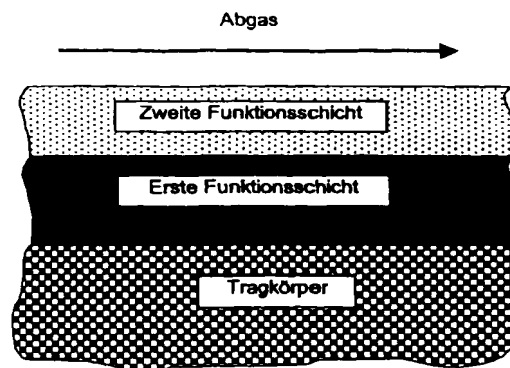 Abgas
Zweite Funktionsschicht
Erste Funktionsschicht
Tragkörper